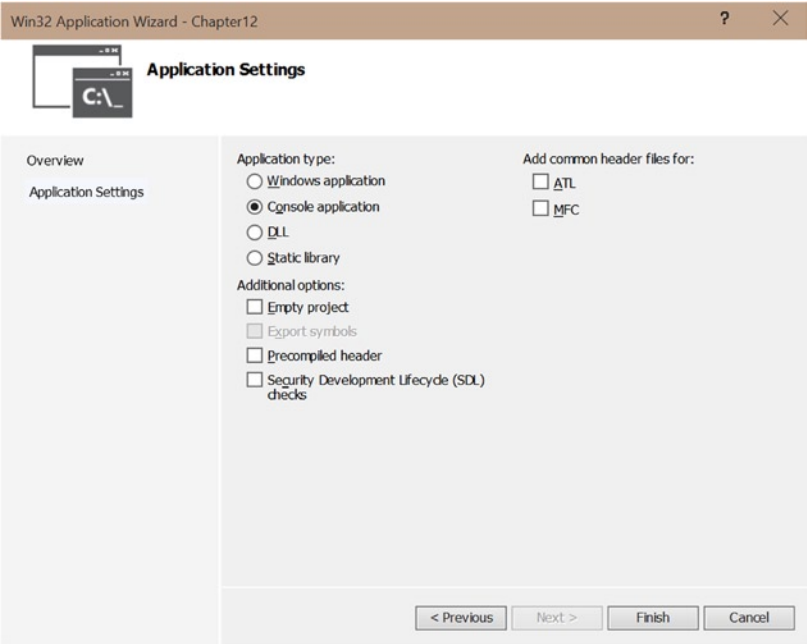 Win32 Application Wizard - Chapter12
?
C:\_
Application Settings
Overview
Application Settings
Application type:
Windows application
Console application
DLL
Static library
Additional options:
Empty project
Export symbols
Precompiled header
Security Development Lifecycle (SDL)
checks
Add common header files for:
ATL
MFC
< Previous
Next >
Finish
Cancel